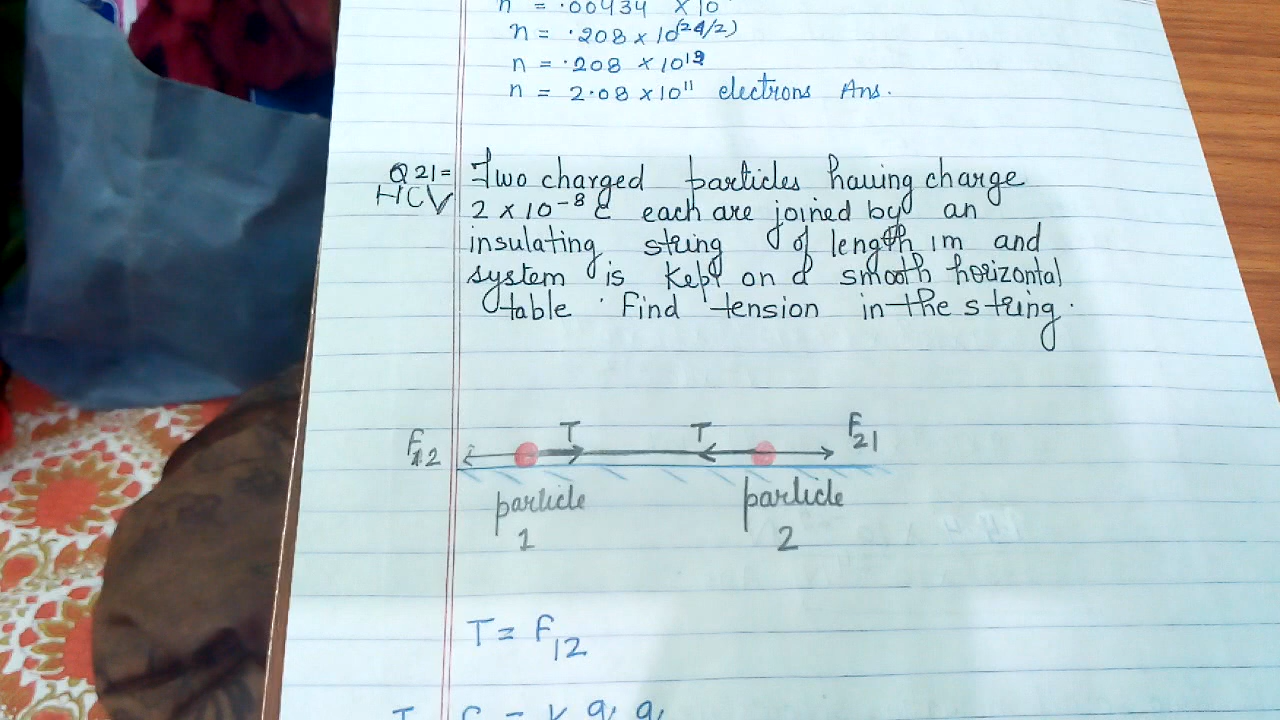 n = .00434 × 10
n = .208 × 10^(24/2)
n = .208 × 10^12
n = 2.08 × 10^11 electrons Ans.
Q21= Two charged particles having charge
HCV 2 × 10^-8 C each are joined by an
insulating string of length 1m and
system is kept on a smooth horizontal
table. Find tension in the string.
F12 T T F21
particle particle
1 2
T = F12